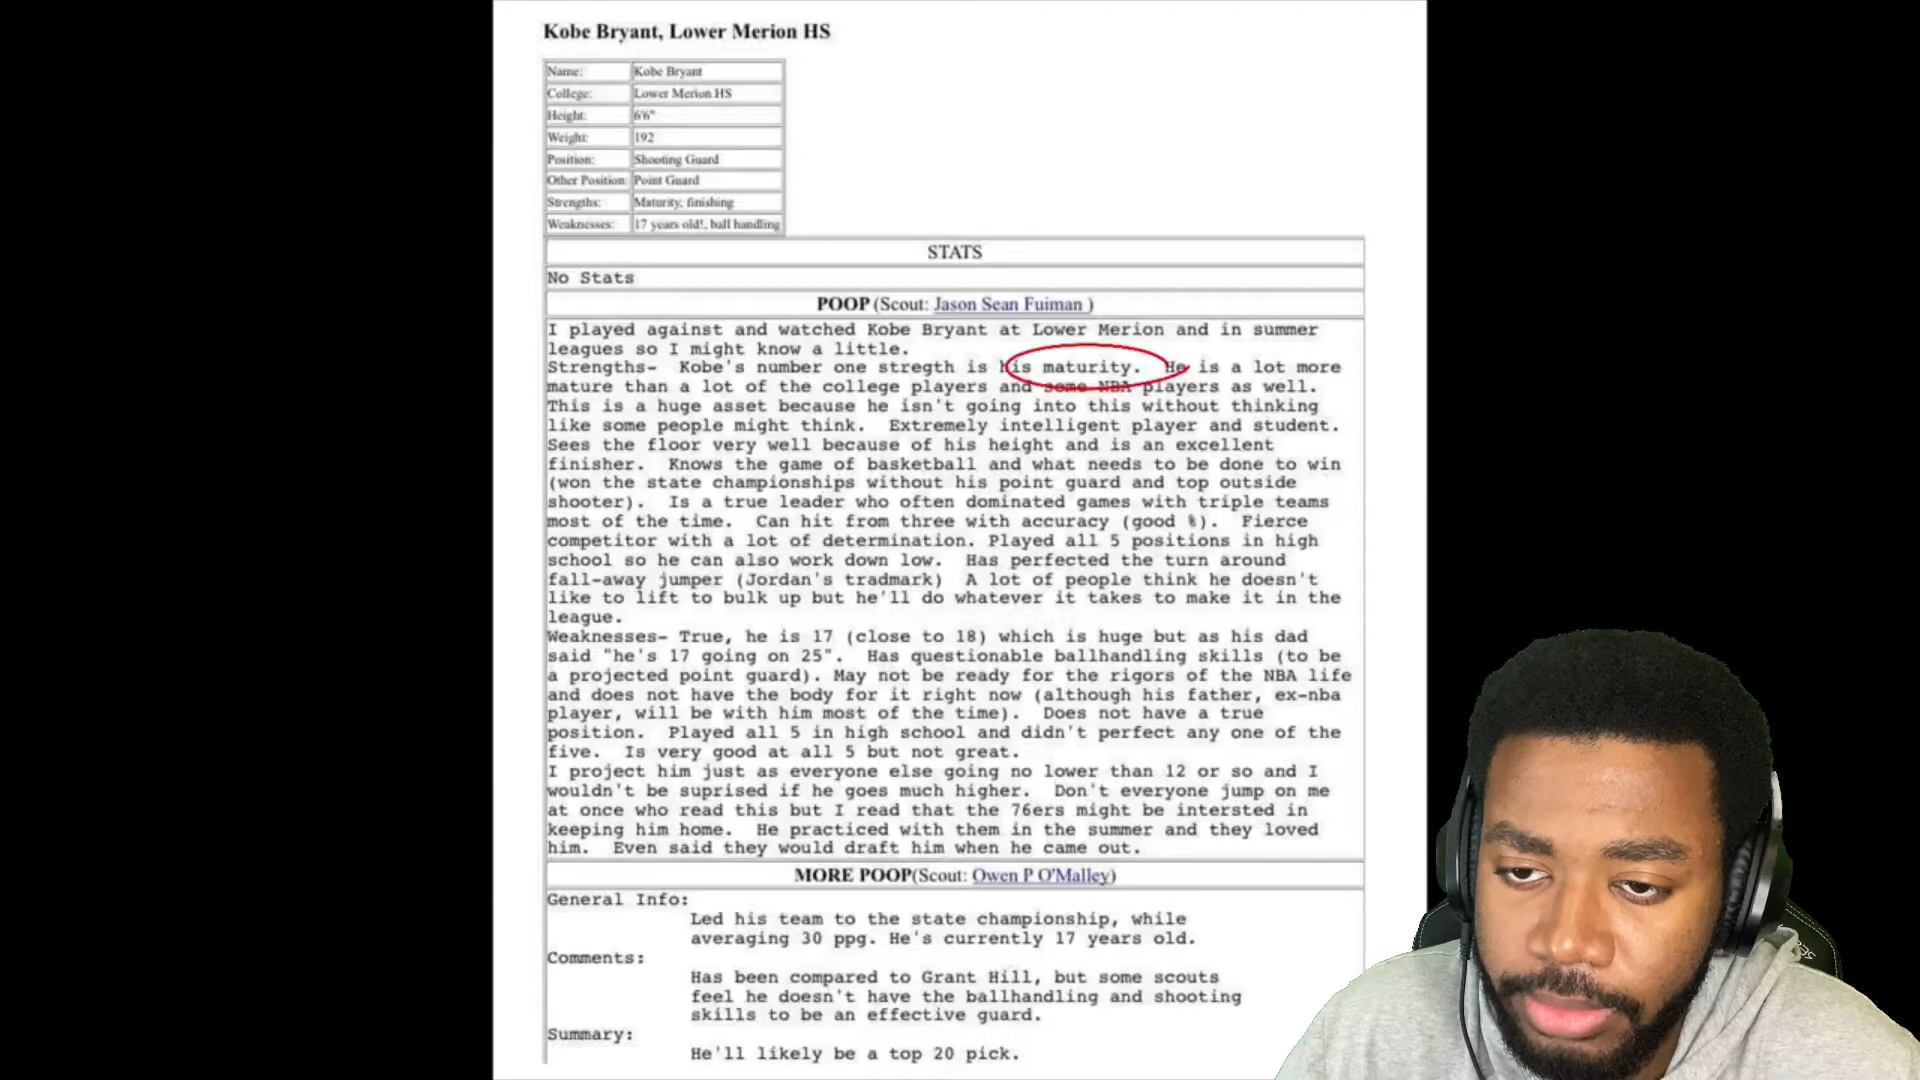 Kobe Bryant, Lower Merion HS
Name: Kobe Bryant
College: Lower Merion HS
Height: 6'6"
Weight: 192
Position: Shooting Guard
Other Position: Point Guard
Strengths: Maturity, finishing
Weaknesses: 17 years old!, ball handling
STATS
No Stats
POOP (Scout: Jason Sean Fuiman )
I played against and watched Kobe Bryant at Lower Merion and in summer
leagues so I might know a little.
Strengths- Kobe's number one stregth is his maturity. He is a lot more
mature than a lot of the college players and some NBA players as well.
This is a huge asset because he isn't going into this without thinking
like some people might think. Extremely intelligent player and student.
Sees the floor very well because of his height and is an excellent
finisher. Knows the game of basketball and what needs to be done to win
(won the state championships without his point guard and top outside
shooter). Is a true leader who often dominated games with triple teams
most of the time. Can hit from three with accuracy (good %). Fierce
competitor with a lot of determination. Played all 5 positions in high
school so he can also work down low. Has perfected the turn around
fall-away jumper (Jordan's tradmark) A lot of people think he doesn't
like to lift to bulk up but he'll do whatever it takes to make it in the
league.
Weaknesses- True, he is 17 (close to 18) which is huge but as his dad
said "he's 17 going on 25". Has questionable ballhandling skills (to be
a projected point guard). May not be ready for the rigors of the NBA life
and does not have the body for it right now (although his father, ex-nba
player, will be with him most of the time). Does not have a true
position. Played all 5 in high school and didn't perfect any one of the
five. Is very good at all 5 but not great.
I project him just as everyone else going no lower than 12 or so and I
wouldn't be suprised if he goes much higher. Don't everyone jump on me
at once who read this but I read that the 76ers might be intersted in
keeping him home. He practiced with them in the summer and they loved
him. Even said they would draft him when he came out.
MORE POOP(Scout: Owen P O'Malley)
General Info:
Led his team to the state championship, while
averaging 30 ppg. He's currently 17 years old.
Comments:
Has been compared to Grant Hill, but some scouts
feel he doesn't have the ballhandling and shooting
skills to be an effective guard.
Summary:
He'll likely be a top 20 pick.